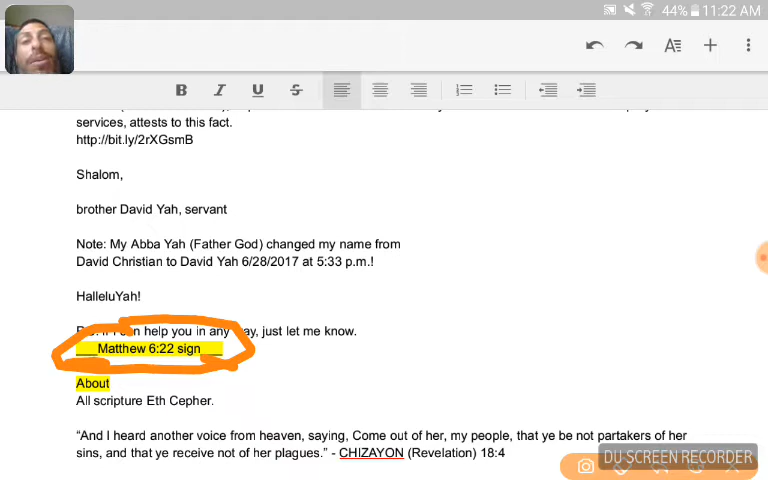 44% 11:22 AM
B I U S
services, attests to this fact.
http://bit.ly/2rXGsmB
Shalom,
brother David Yah, servant
Note: My Abba Yah (Father God) changed my name from
David Christian to David Yah 6/28/2017 at 5:33 p.m.!
HalleluYah!
help you in any way, just let me know.
___Matthew 6:22 sign___
About
All scripture Eth Cepher.
“And I heard another voice from heaven, saying, Come out of her, my people, that ye be not partakers of her
sins, and that ye receive not of her plagues.” - CHIZAYON (Revelation) 18:4
DU SCREEN RECORDER